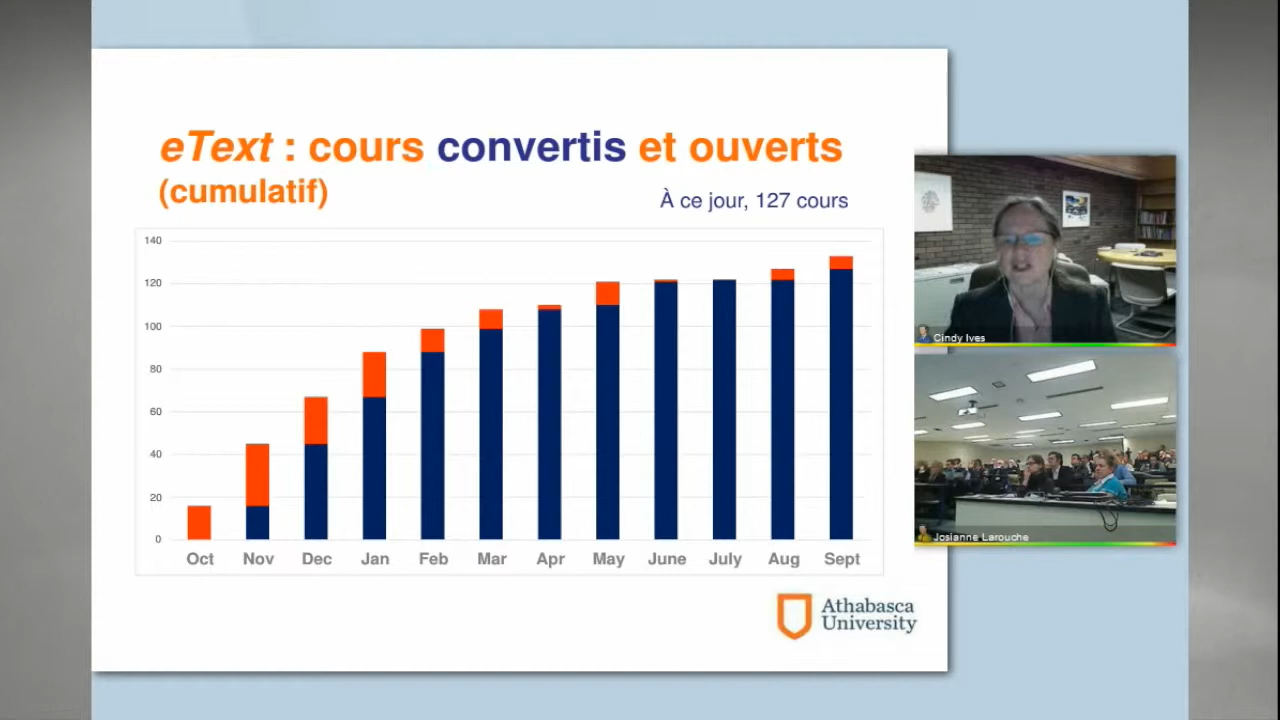 eText : cours convertis et ouverts
(cumulatif)
À ce jour, 127 cours
140
120
100
80
60
40
20
0
Oct Nov Dec Jan Feb Mar Apr May June July Aug Sept
Athabasca
University
Cindy Ives
Josianne Larouche